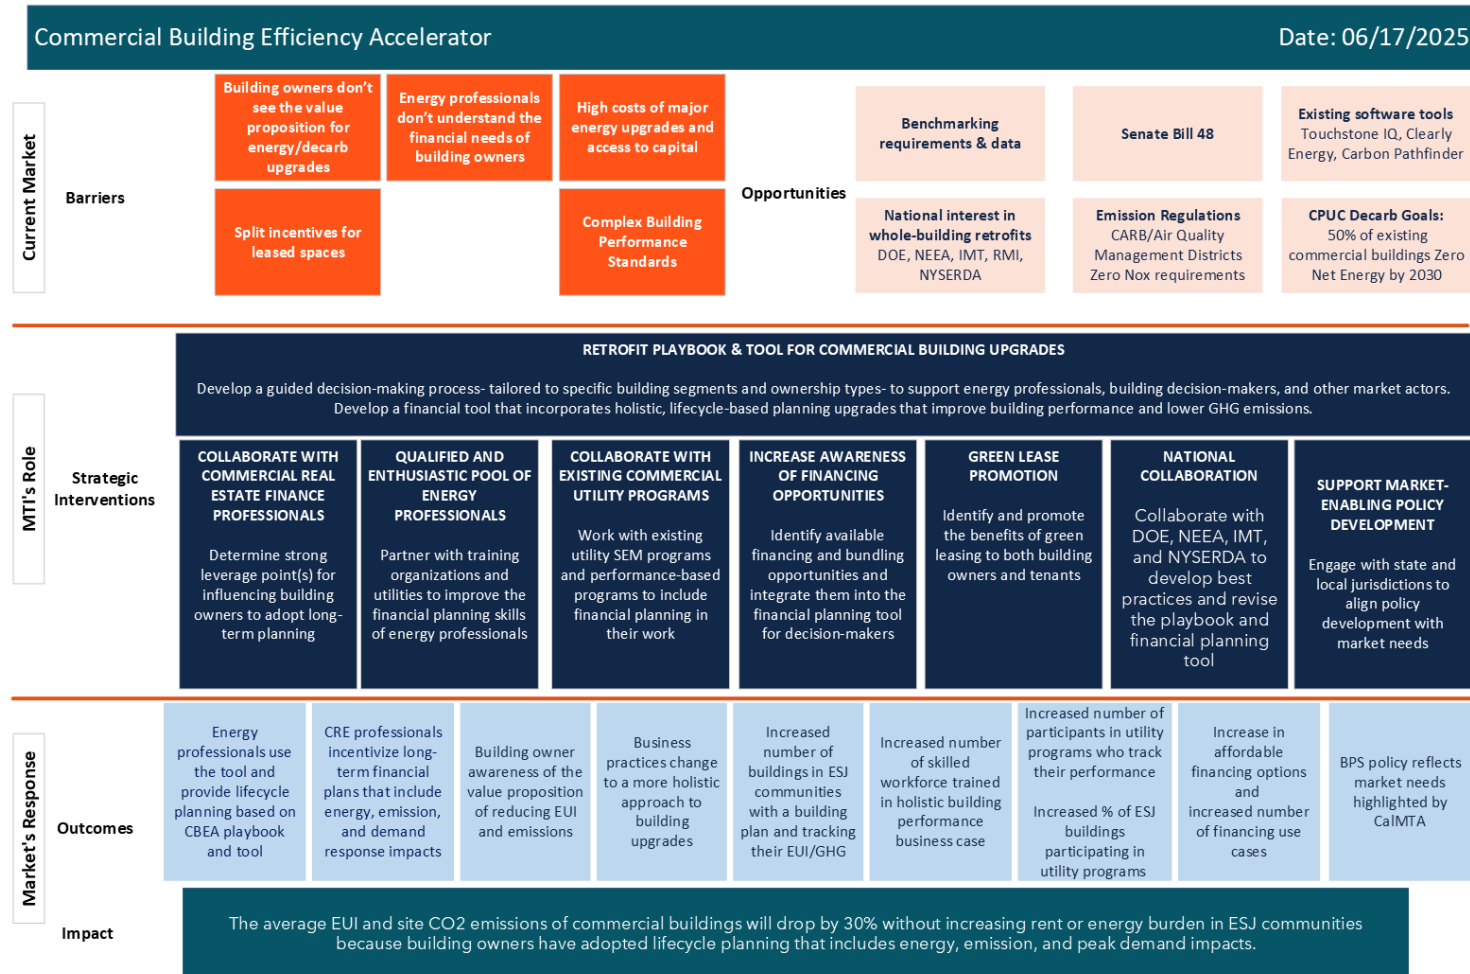 Commercial Building Efficiency Accelerator
Date: 06/17/2025
Current Market
Barriers
Building owners don't
see the value
proposition for
energy/decarb
upgrades
Energy professionals
don't understand the
financial needs of
building owners
High costs of major
energy upgrades and
access to capital
Split incentives for
leased spaces
Complex Building
Performance
Standards
Opportunities
Benchmarking
requirements & data
Senate Bill 48
Existing software tools
Touchstone IQ, Clearly
Energy, Carbon Pathfinder
National interest in
whole-building retrofits
DOE, NEEA, IMT, RMI,
NYSERDA
Emission Regulations
CARB/Air Quality
Management Districts
Zero Nox requirements
CPUC Decarb Goals:
50% of existing
commercial buildings Zero
Net Energy by 2030
MTI's Role
Strategic
Interventions
RETROFIT PLAYBOOK & TOOL FOR COMMERCIAL BUILDING UPGRADES
Develop a guided decision-making process- tailored to specific building segments and ownership types- to support energy professionals, building decision-makers, and other market actors.
Develop a financial tool that incorporates holistic, lifecycle-based planning upgrades that improve building performance and lower GHG emissions.
COLLABORATE WITH
COMMERCIAL REAL
ESTATE FINANCE
PROFESSIONALS
Determine strong
leverage point(s) for
influencing building
owners to adopt long-
term planning
QUALIFIED AND
ENTHUSIASTIC POOL OF
ENERGY
PROFESSIONALS
Partner with training
organizations and
utilities to improve the
financial planning skills
of energy professionals
COLLABORATE WITH
EXISTING COMMERCIAL
UTILITY PROGRAMS
Work with existing
utility SEM programs
and performance-based
programs to include
financial planning in
their work
INCREASE AWARENESS
OF FINANCING
OPPORTUNITIES
Identify available
financing and bundling
opportunities and
integrate them into the
financial planning tool
for decision-makers
GREEN LEASE
PROMOTION
Identify and promote
the benefits of green
leasing to both building
owners and tenants
NATIONAL
COLLABORATION
Collaborate with
DOE, NEEA, IMT,
and NYSERDA to
develop best
practices and revise
the playbook and
financial planning
tool
SUPPORT MARKET-
ENABLING POLICY
DEVELOPMENT
Engage with state and
local jurisdictions to
align policy
development with
market needs
Market's Response
Outcomes
Energy
professionals use
the tool and
provide lifecycle
planning based on
CBEA playbook
and tool
CRE professionals
incentivize long-
term financial
plans that include
energy, emission,
and demand
response impacts
Building owner
awareness of the
value proposition
of reducing EUI
and emissions
Business
practices change
to a more holistic
approach to
building
upgrades
Increased
number of
buildings in ESJ
communities
with a building
plan and tracking
their EUI/GHG
Increased number
of skilled
workforce trained
in holistic building
performance
business case
Increased number of
participants in utility
programs who track
their performance
Increased % of ESJ
buildings
participating in
utility programs
Increase in
affordable
financing options
and
increased number
of financing use
cases
BPS policy reflects
market needs
highlighted by
CalMTA
Impact
The average EUI and site CO2 emissions of commercial buildings will drop by 30% without increasing rent or energy burden in ESJ communities
because building owners have adopted lifecycle planning that includes energy, emission, and peak demand impacts.